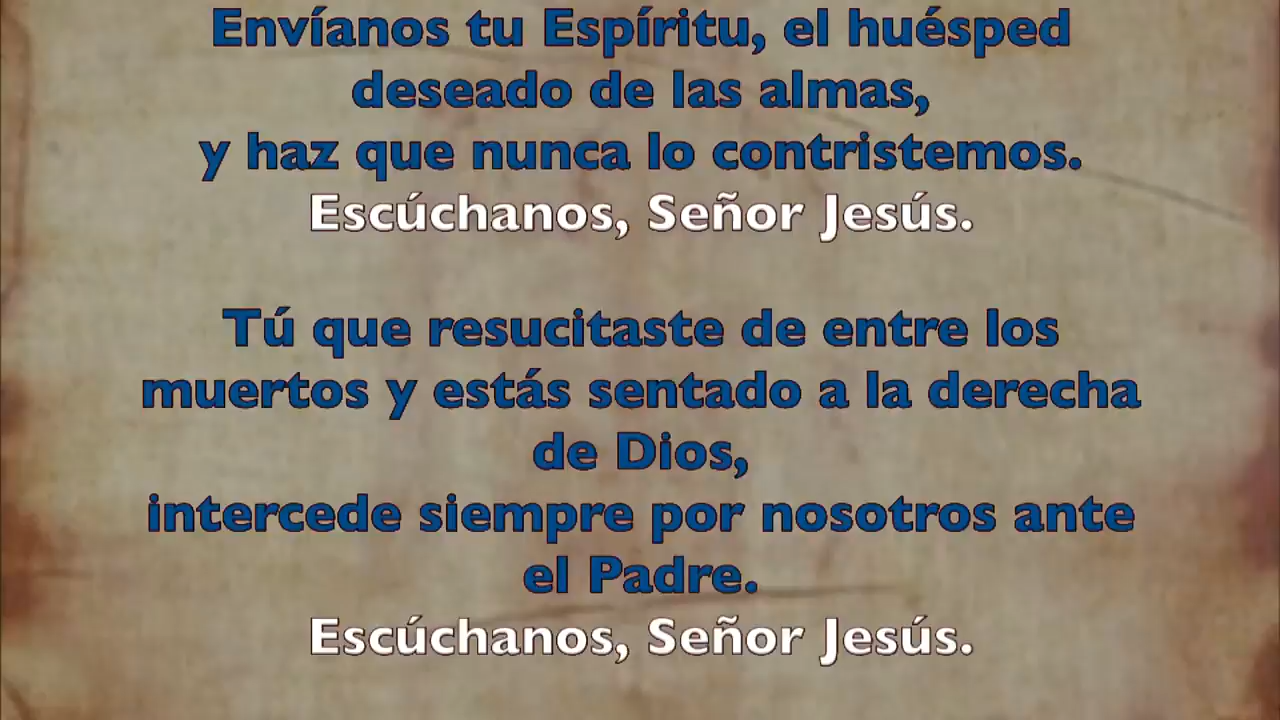 Envíanos tu Espíritu, el huésped
deseado de las almas,
y haz que nunca lo contristemos.
Escúchanos, Señor Jesús.
Tú que resucitaste de entre los
muertos y estás sentado a la derecha
de Dios,
intercede siempre por nosotros ante
el Padre.
Escúchanos, Señor Jesús.